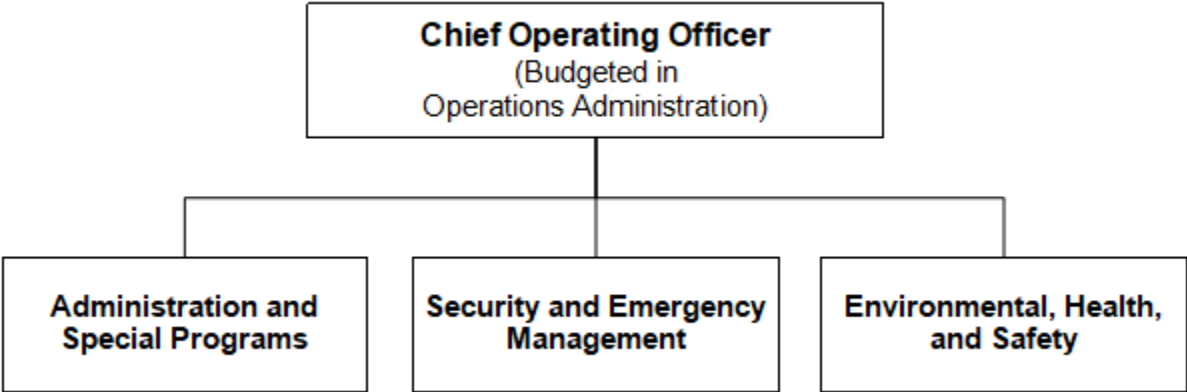 Chief Operating Officer
(Budgeted in
Operations Administration)
Administration and
Special Programs
Security and Emergency
Management
Environmental, Health,
and Safety